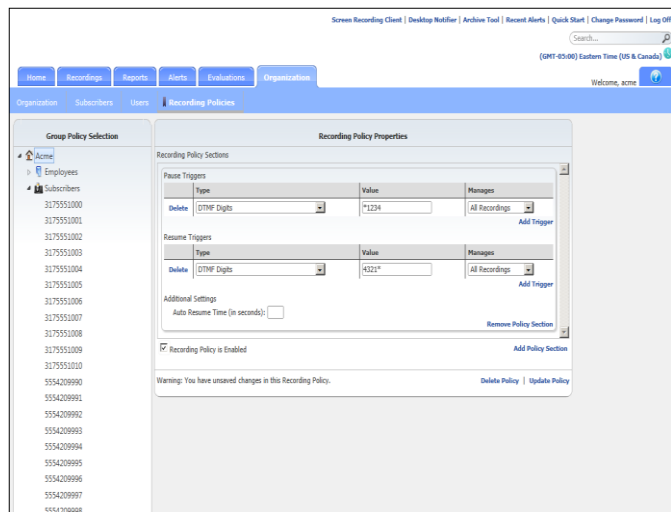 Screen Recording Client | Desktop Notifier | Archive Tool | Recent Alerts | Quick Start | Change Password | Log Off
Search...
(GMT-05:00) Eastern Time (US & Canada)
Home Recordings Reports Alerts Evaluations Organization
Welcome, acme
Organization Subscribers Users Recording Policies
Group Policy Selection
Acme
Employees
Subscribers
3175551000
3175551001
3175551002
3175551003
3175551004
3175551005
3175551006
3175551007
3175551008
3175551009
3175551010
5554209990
5554209991
5554209992
5554209993
5554209994
5554209995
5554209996
5554209997
5554209998
Recording Policy Properties
Recording Policy Sections
Pause Triggers
Type Value Manages
Delete DTMF Digits *1234 All Recordings
Add Trigger
Resume Triggers
Type Value Manages
Delete DTMF Digits 4321* All Recordings
Add Trigger
Additional Settings
Auto Resume Time (in seconds):
Remove Policy Section
Recording Policy is Enabled Add Policy Section
Warning: You have unsaved changes in this Recording Policy. Delete Policy | Update Policy